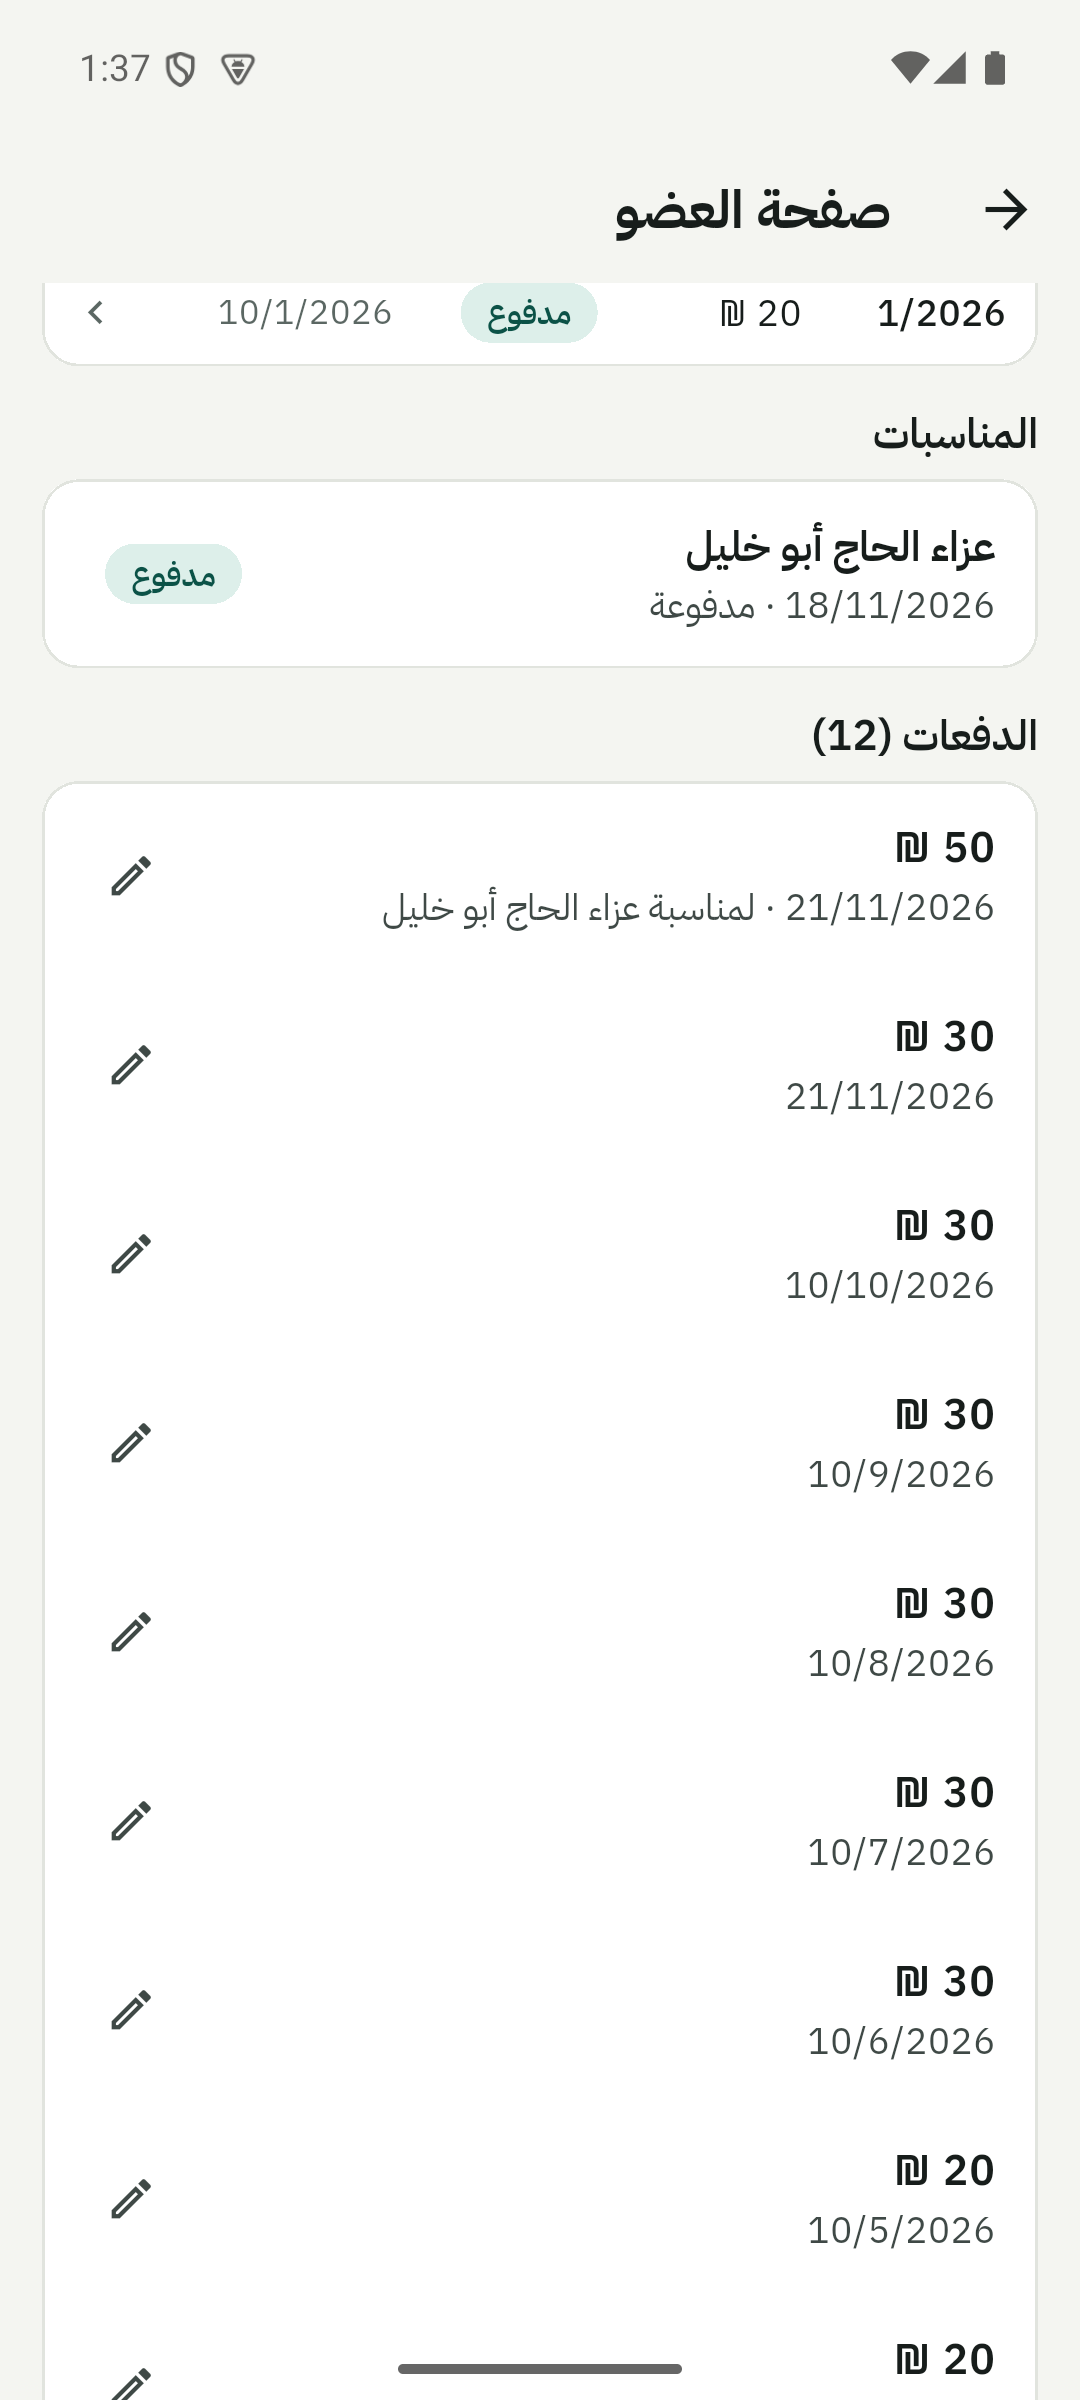 1:37
صفحة العضو
1/2026 20 ₪ مدفوع 10/1/2026
المناسبات
عزاء الحاج أبو خليل
18/11/2026 · مدفوعة
مدفوع
الدفعات (12)
50 ₪
21/11/2026 · لمناسبة عزاء الحاج أبو خليل
30 ₪
21/11/2026
30 ₪
10/10/2026
30 ₪
10/9/2026
30 ₪
10/8/2026
30 ₪
10/7/2026
30 ₪
10/6/2026
20 ₪
10/5/2026
20 ₪